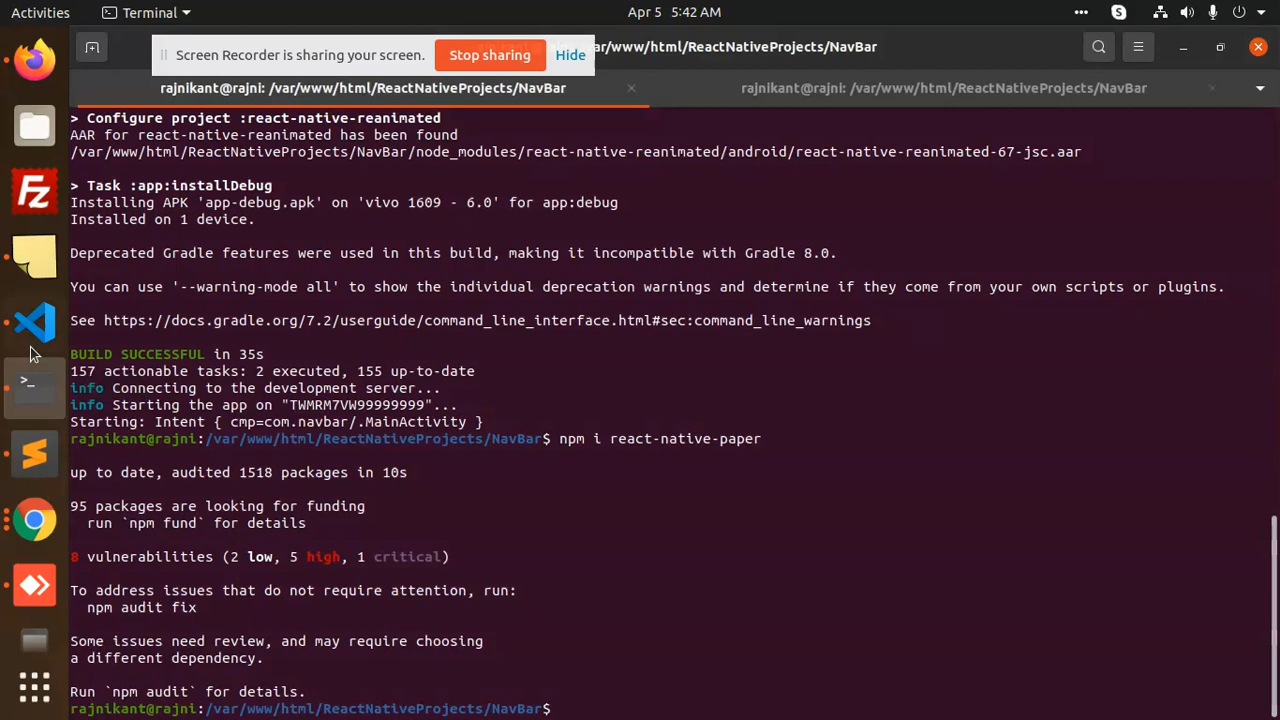 Activities
Terminal
Apr 5 5:42 AM
Screen Recorder is sharing your screen.
Stop sharing
Hide
/var/www/html/ReactNativeProjects/NavBar
rajnikant@rajni: /var/www/html/ReactNativeProjects/NavBar
rajnikant@rajni: /var/www/html/ReactNativeProjects/NavBar
> Configure project :react-native-reanimated
AAR for react-native-reanimated has been found
/var/www/html/ReactNativeProjects/NavBar/node_modules/react-native-reanimated/android/react-native-reanimated-67-jsc.aar
> Task :app:installDebug
Installing APK 'app-debug.apk' on 'vivo 1609 - 6.0' for app:debug
Installed on 1 device.
Deprecated Gradle features were used in this build, making it incompatible with Gradle 8.0.
You can use '--warning-mode all' to show the individual deprecation warnings and determine if they come from your own scripts or plugins.
See https://docs.gradle.org/7.2/userguide/command_line_interface.html#sec:command_line_warnings
BUILD SUCCESSFUL in 35s
157 actionable tasks: 2 executed, 155 up-to-date
info Connecting to the development server...
info Starting the app on "TWMRM7VW99999999"...
Starting: Intent { cmp=com.navbar/.MainActivity }
rajnikant@rajni:/var/www/html/ReactNativeProjects/NavBar$ npm i react-native-paper
up to date, audited 1518 packages in 10s
95 packages are looking for funding
run `npm fund` for details
8 vulnerabilities (2 low, 5 high, 1 critical)
To address issues that do not require attention, run:
npm audit fix
Some issues need review, and may require choosing
a different dependency.
Run `npm audit` for details.
rajnikant@rajni:/var/www/html/ReactNativeProjects/NavBar$